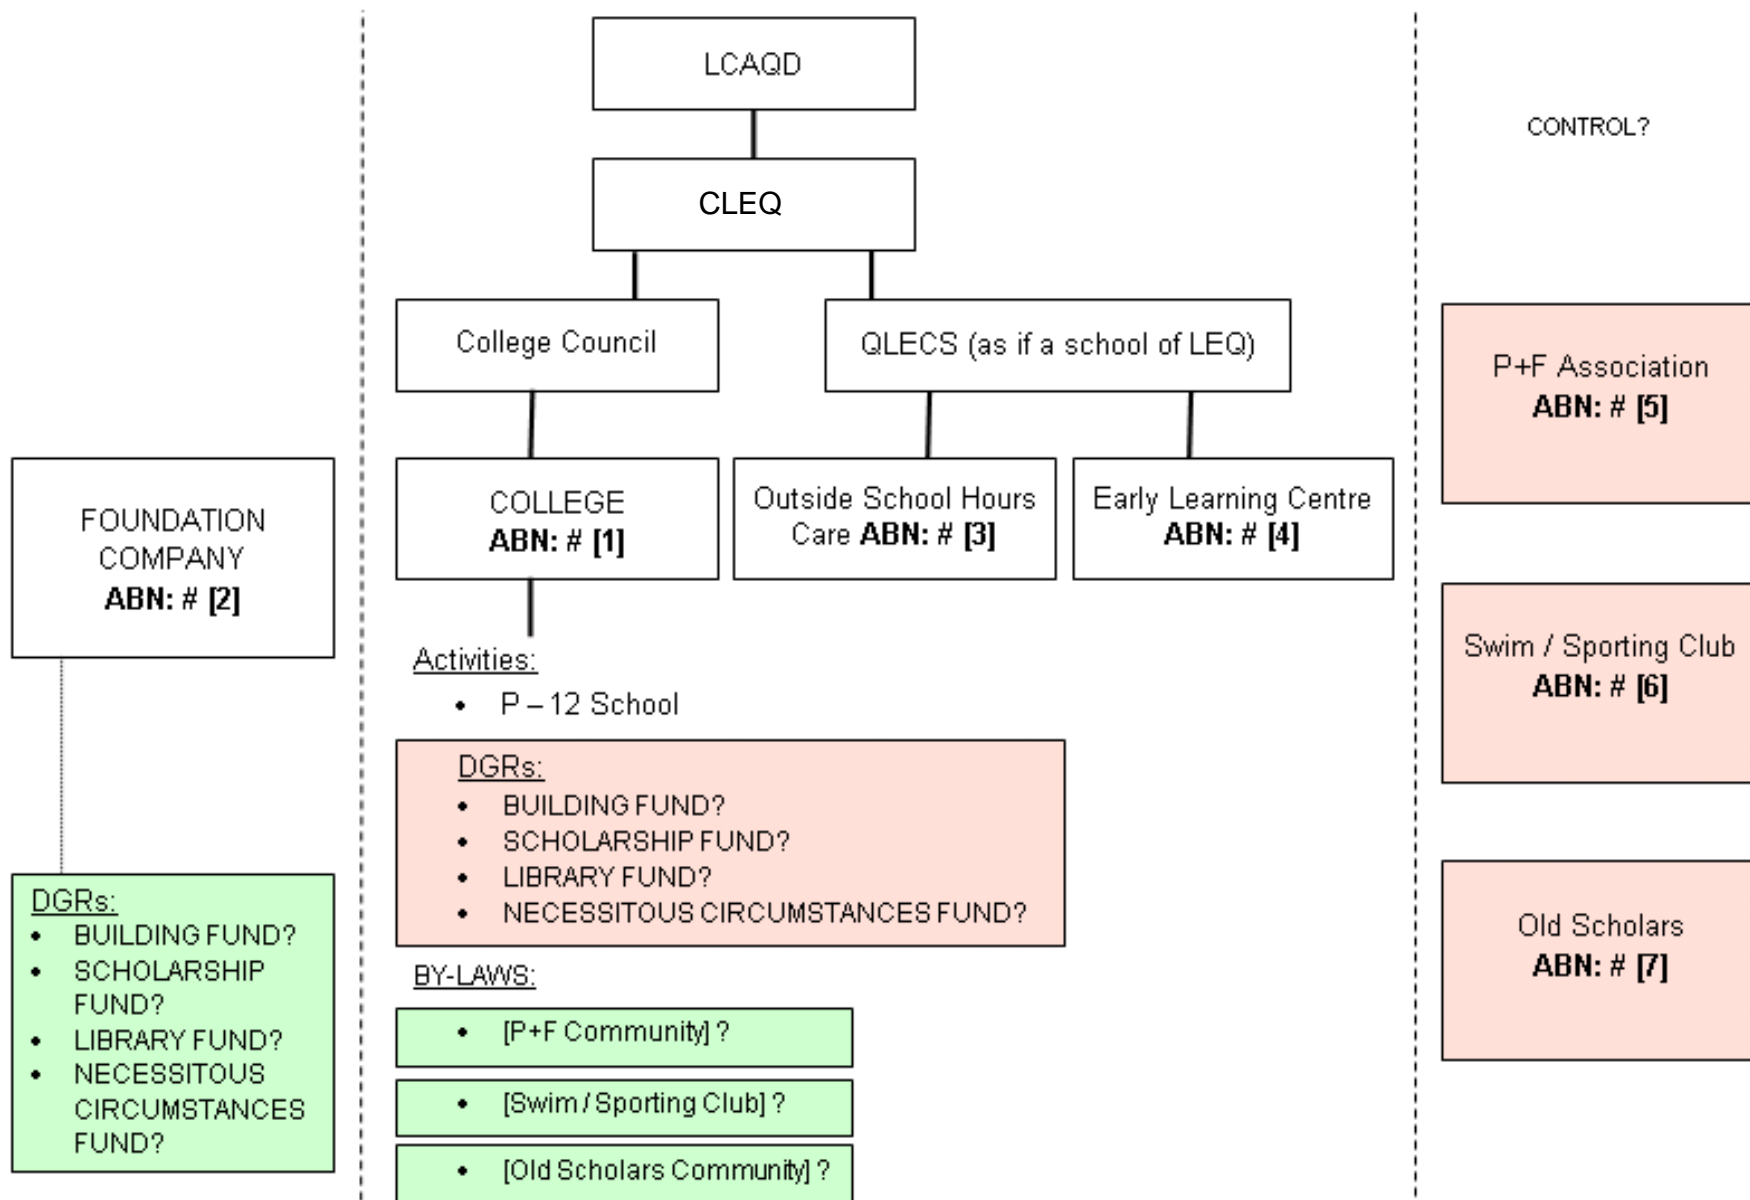 LCAQD
CONTROL?
CLEQ
College Council
QLECS (as if a school of LEQ)
P+F Association
ABN: # [5]
FOUNDATION
COMPANY
ABN: # [2]
COLLEGE
ABN: # [1]
Outside School Hours
Care ABN: # [3]
Early Learning Centre
ABN: # [4]
Swim / Sporting Club
ABN: # [6]
Activities:
• P – 12 School
DGRs:
• BUILDING FUND?
• SCHOLARSHIP FUND?
• LIBRARY FUND?
• NECESSITOUS CIRCUMSTANCES FUND?
DGRs:
• BUILDING FUND?
• SCHOLARSHIP
FUND?
• LIBRARY FUND?
• NECESSITOUS
CIRCUMSTANCES
FUND?
Old Scholars
ABN: # [7]
BY-LAWS:
• [P+F Community] ?
• [Swim / Sporting Club] ?
• [Old Scholars Community] ?